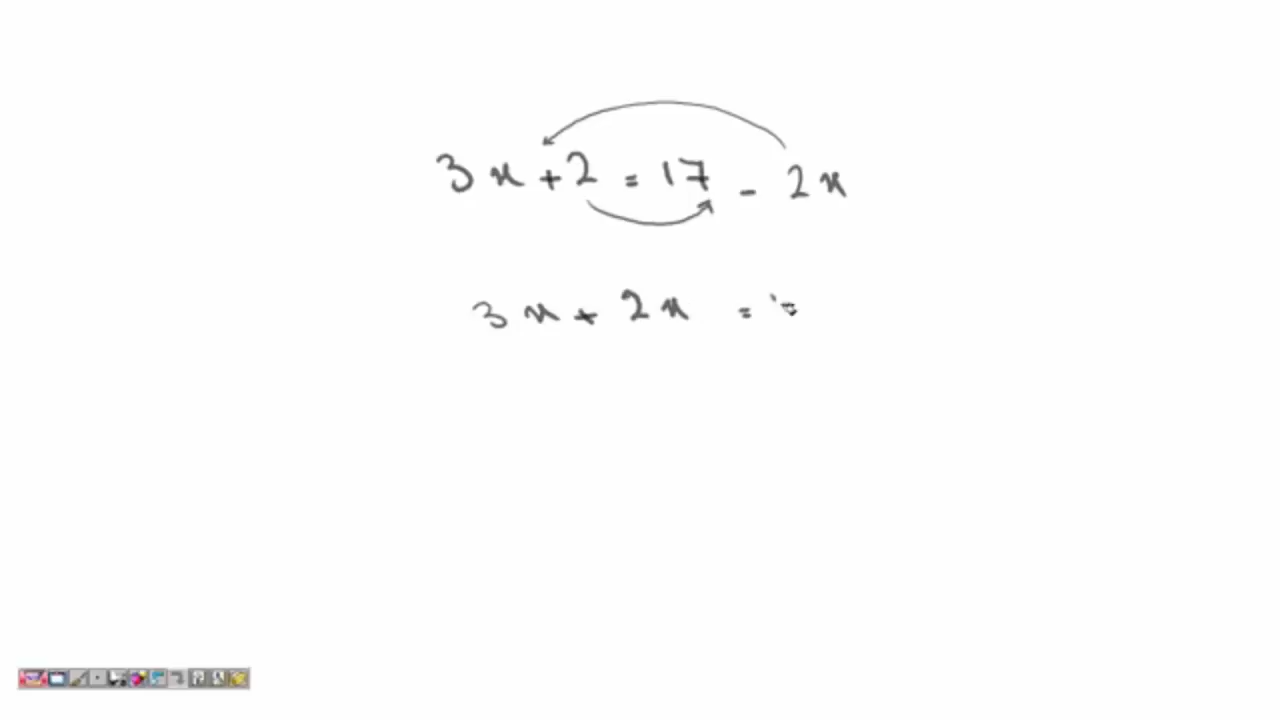 3x + 2 = 17 - 2x
3x + 2x =